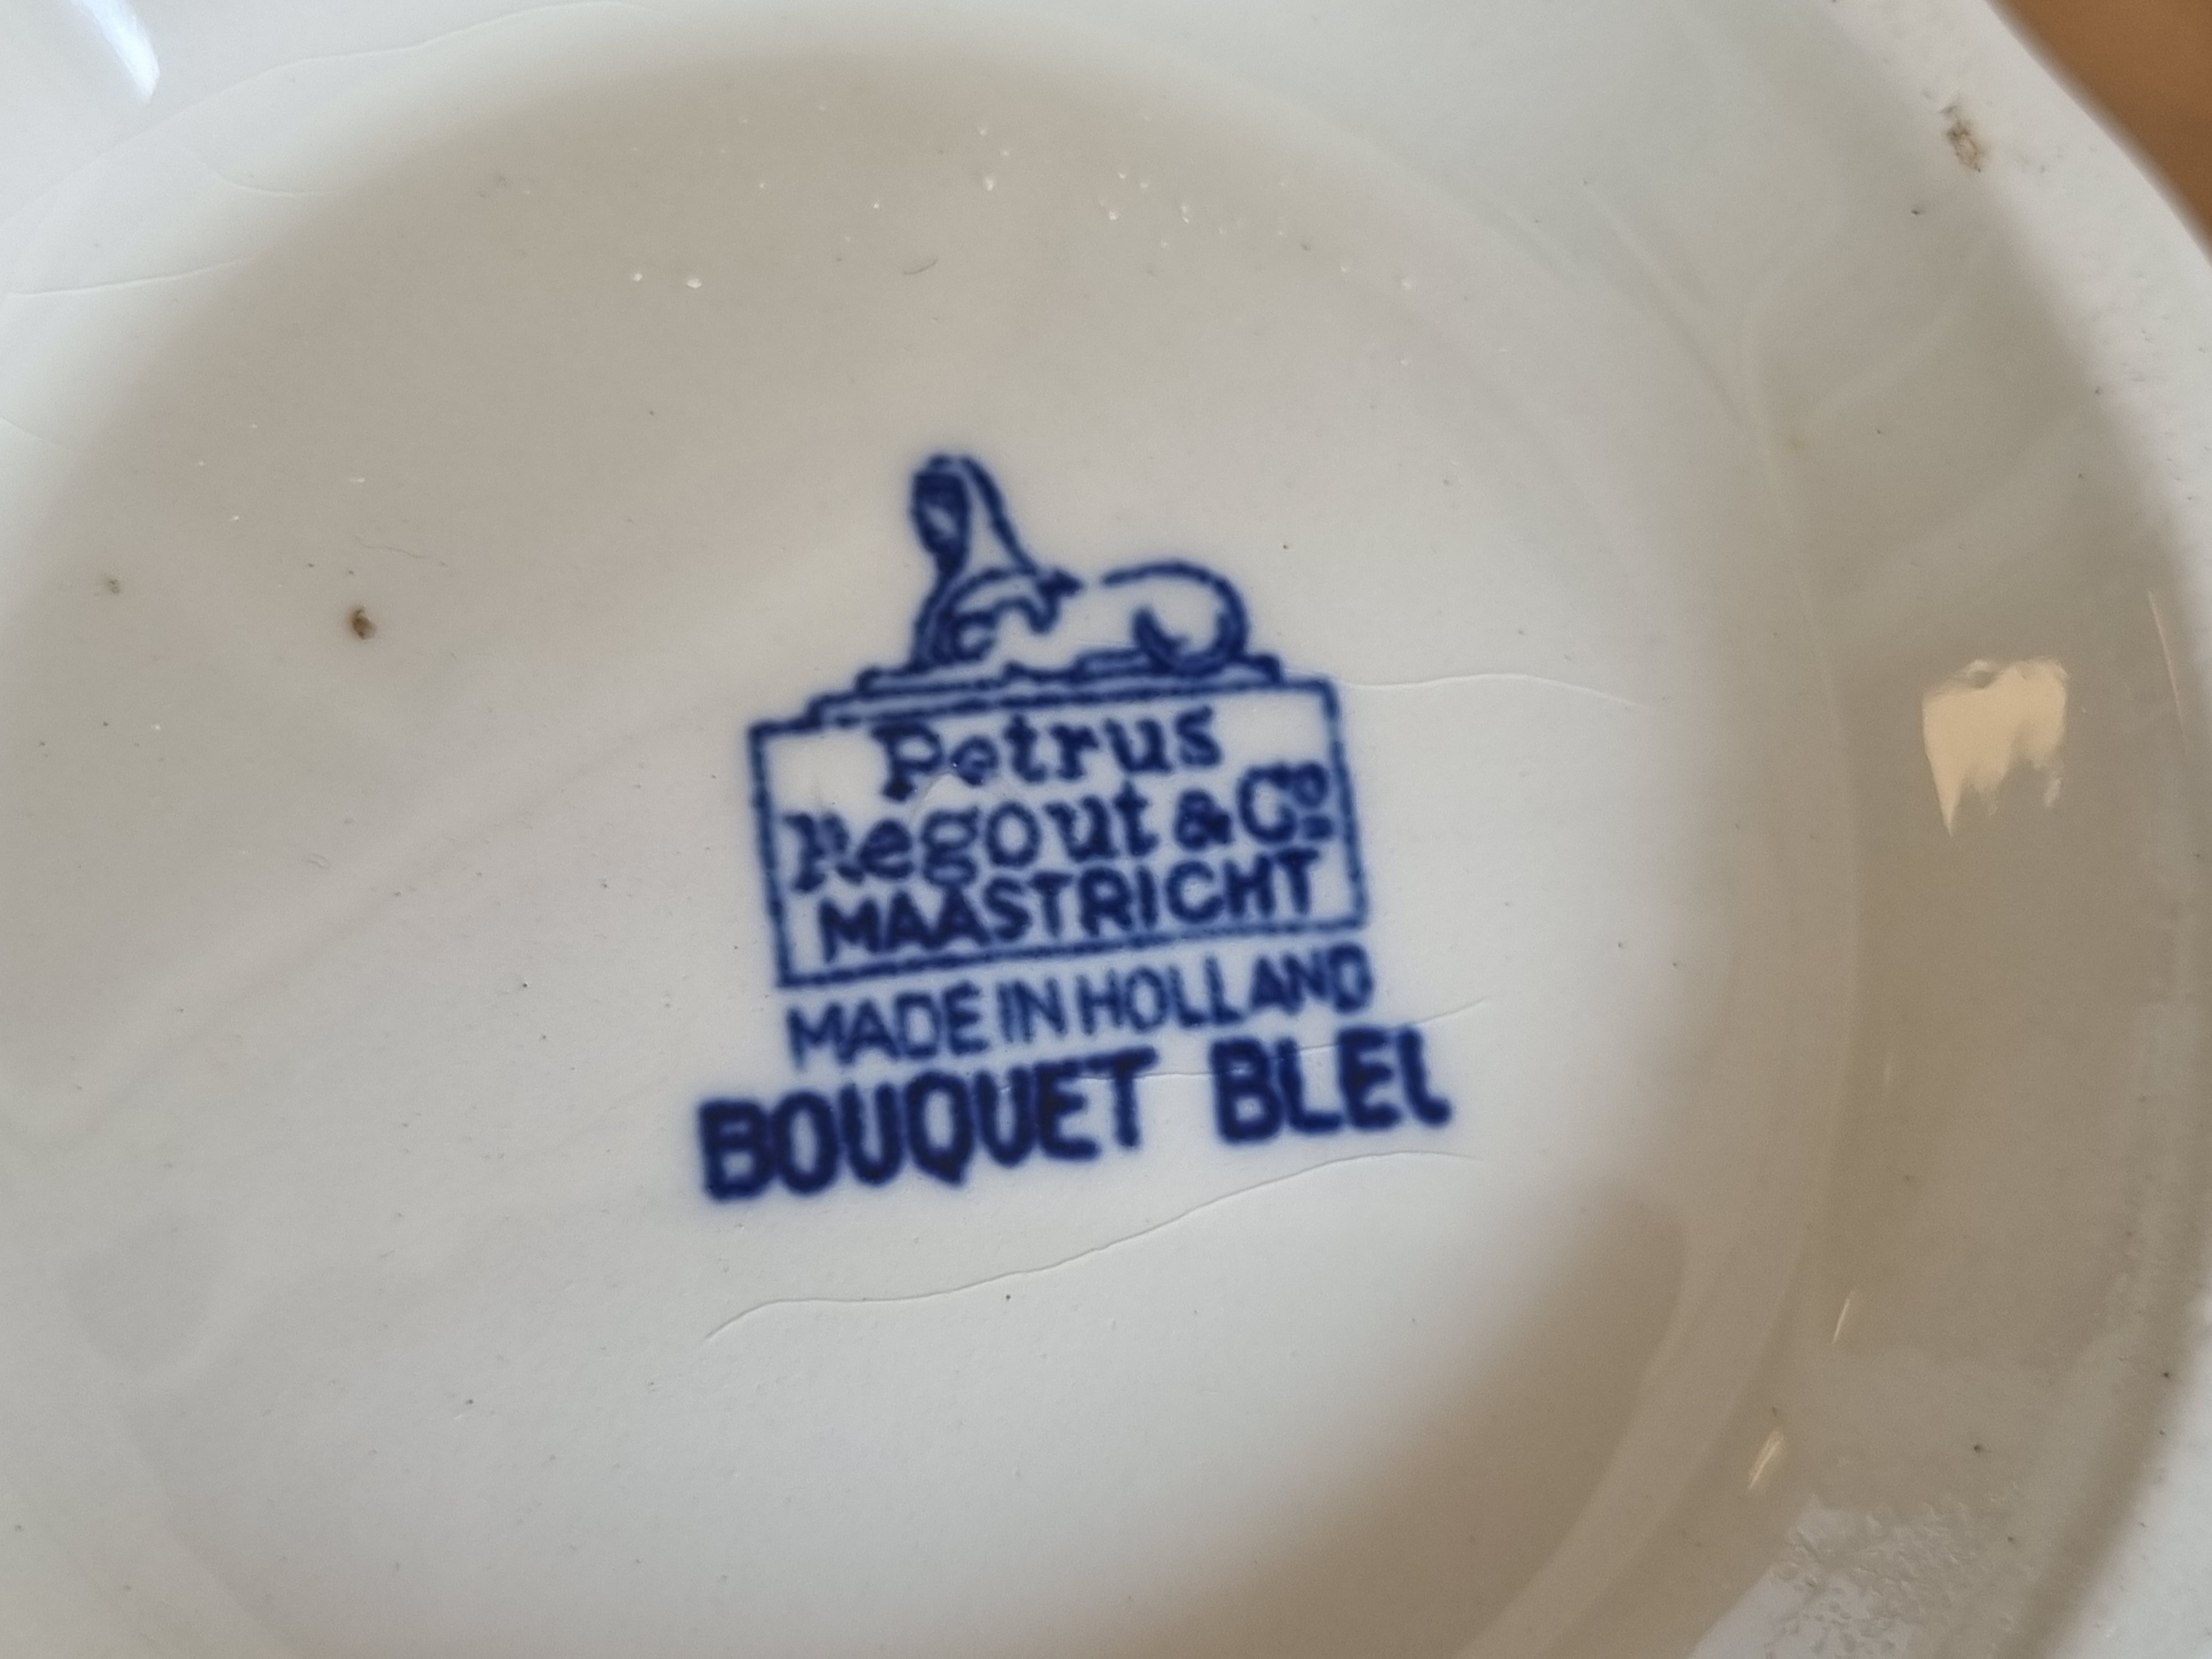 Petrus
Regout & Co.
MAASTRICHT
MADE IN HOLLAND
BOUQUET BLEU